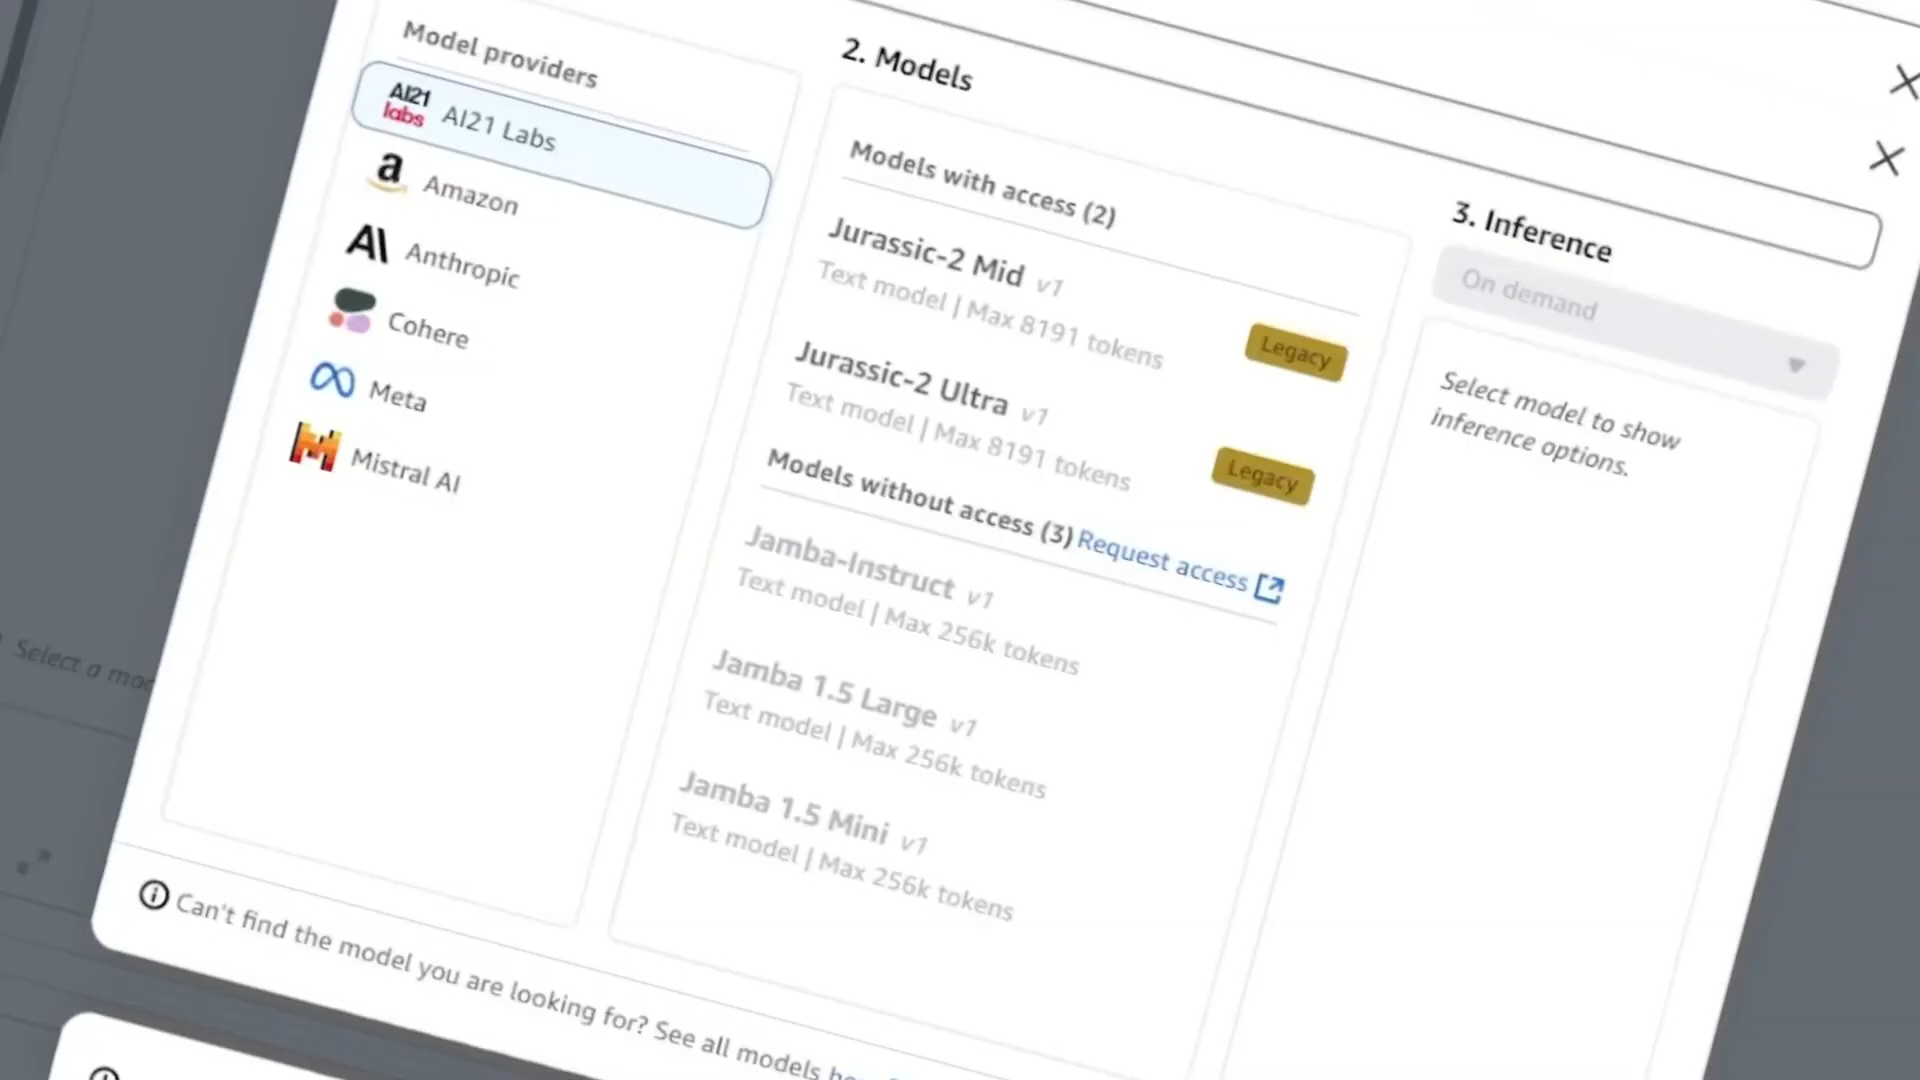 Model providers
AI21 labs
AI21 Labs
a
Amazon
Anthropic
Cohere
Meta
Mistral AI
2. Models
Models with access (2)
Jurassic-2 Mid v1
Text model | Max 8191 tokens
Legacy
Jurassic-2 Ultra v1
Text model | Max 8191 tokens
Legacy
Models without access (3) Request access
Jamba-Instruct v1
Text model | Max 256k tokens
Jamba 1.5 Large v1
Text model | Max 256k tokens
Jamba 1.5 Mini v1
Text model | Max 256k tokens
3. Inference
On demand
Select model to show
inference options.
Select a
Can't find the model you are looking for? See all models